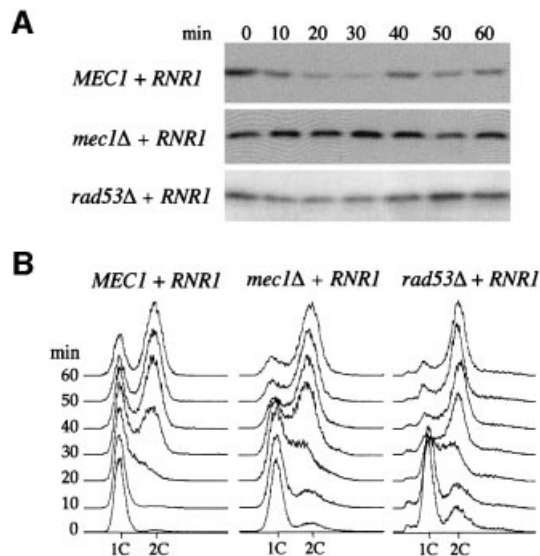 A
min 0 10 20 30 40 50 60
MEC1 + RNR1
mec1Δ + RNR1
rad53Δ + RNR1
B
MEC1 + RNR1 mec1Δ + RNR1 rad53Δ + RNR1
min
60
50
40
30
20
10
0
1C 2C 1C 2C 1C 2C